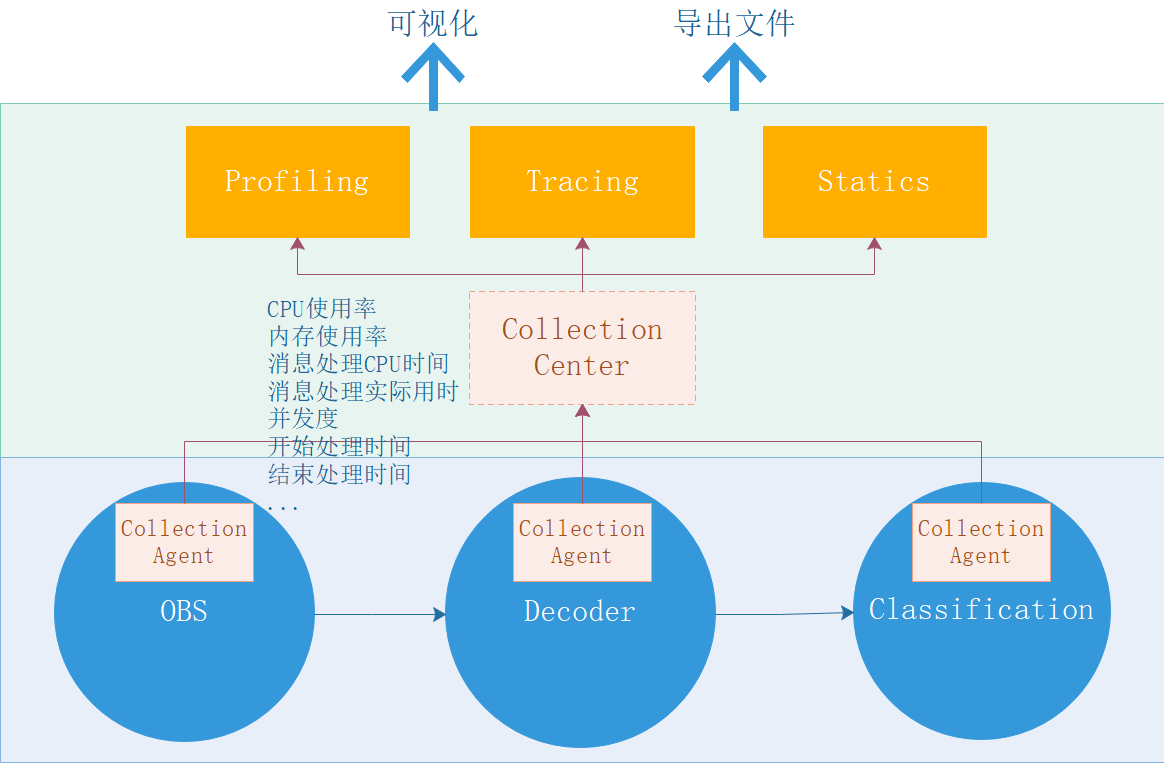 可视化
导出文件
Profiling
Tracing
Statics
CPU使用率
内存使用率
消息处理CPU时间
消息处理实际用时
并发度
开始处理时间
结束处理时间
...
Collection
Center
Collection
Agent
OBS
Collection
Agent
Decoder
Collection
Agent
Classification